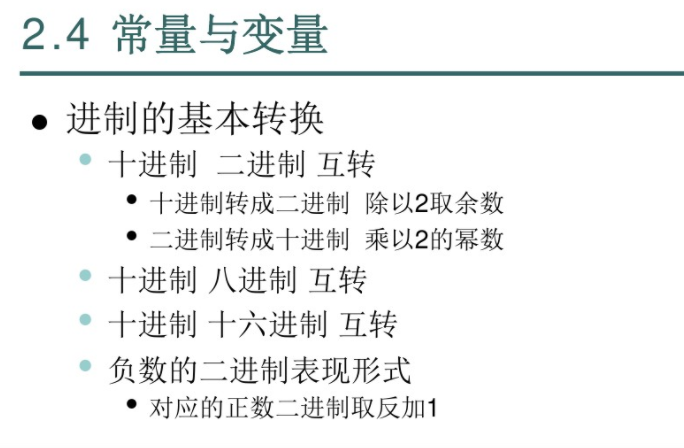 2.4 常量与变量
进制的基本转换
十进制 二进制 互转
十进制转成二进制 除以2取余数
二进制转成十进制 乘以2的幂数
十进制 八进制 互转
十进制 十六进制 互转
负数的二进制表现形式
对应的正数二进制取反加1